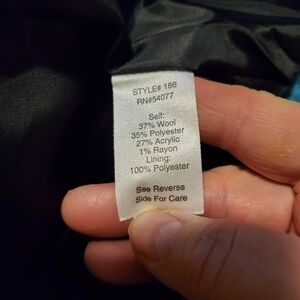 STYLE# 186
RN#54077
Self:
37% Wool
35% Polyester
27% Acrylic
1% Rayon
Lining:
100% Polyester
See Reverse
Side For Care